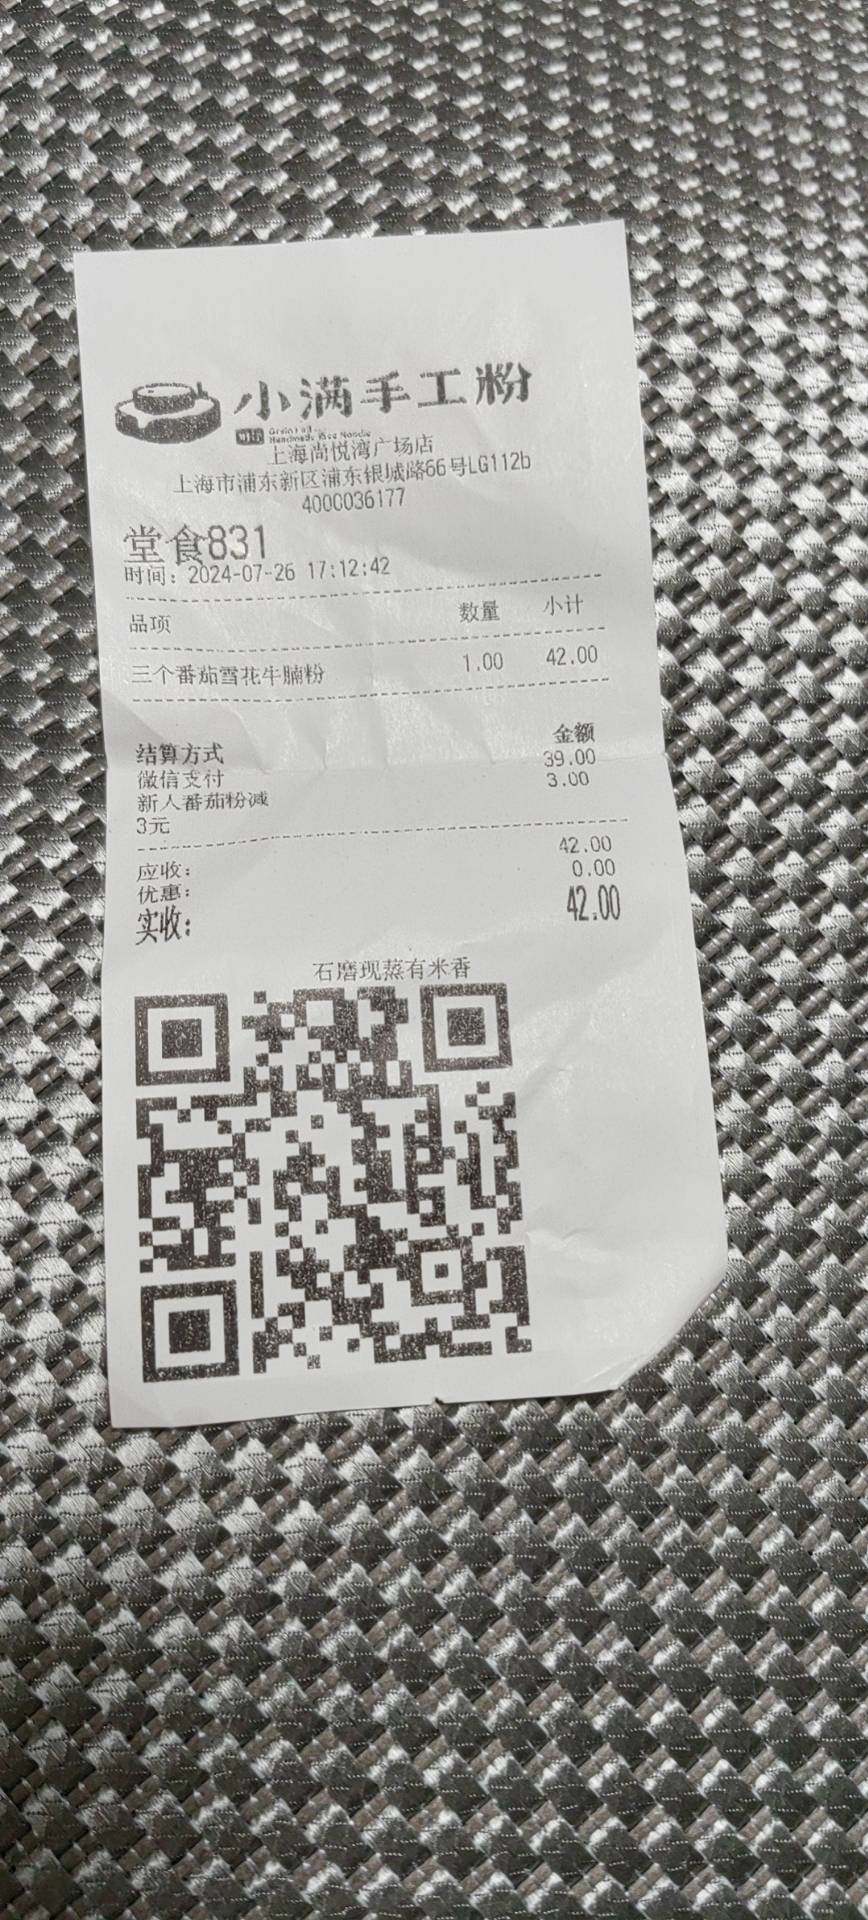 小满手工粉
Grain Full
Handmade Rice Noodle
上海尚悦湾广场店
上海市浦东新区浦东银城路66号LG112b
4000036177
堂食831
时间：2024-07-26 17:12:42
品项 数量 小计
三个番茄雪花牛腩粉 1.00 42.00
结算方式 金额
微信支付 39.00
新人番茄粉减 3.00
3元
应收： 42.00
优惠： 0.00
实收： 42.00
石磨现蒸有米香